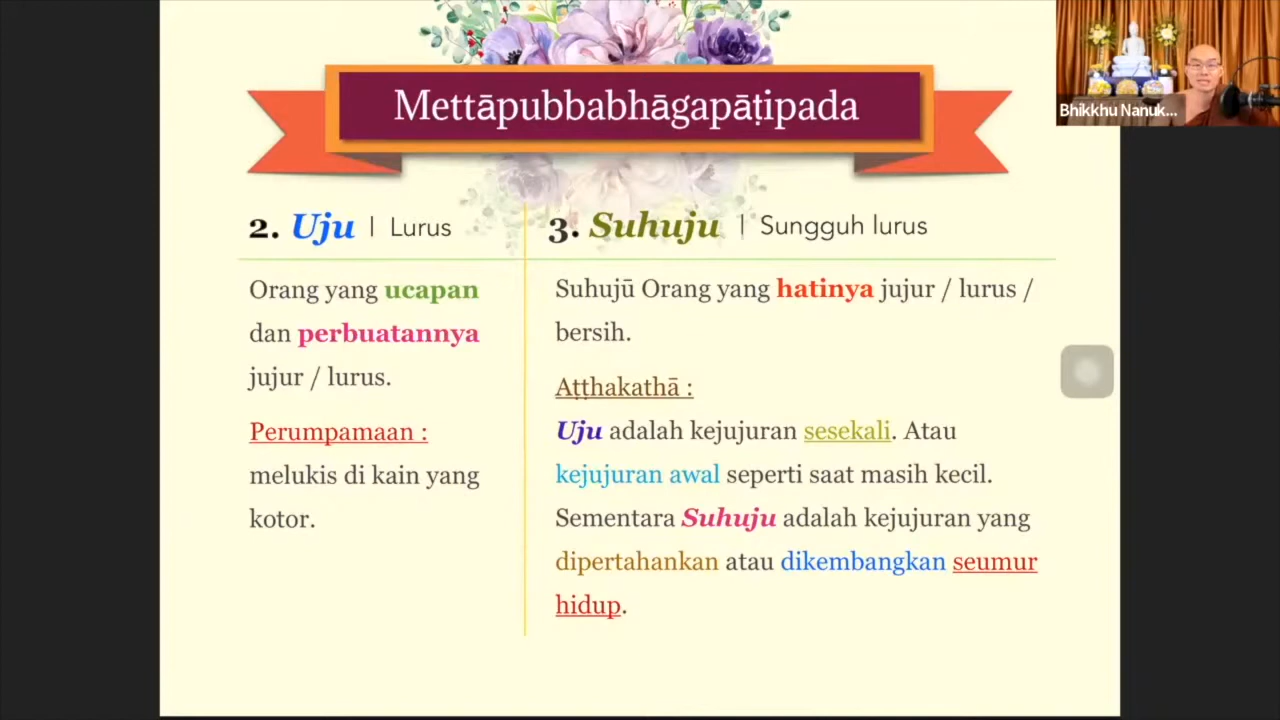 Mettāpubbabhāgapāṭipada
Bhikkhu Nanuk...
2. Uju | Lurus
Orang yang ucapan
dan perbuatannya
jujur / lurus.
Perumpamaan :
melukis di kain yang
kotor.
3. Suhuju | Sungguh lurus
Suhujū Orang yang hatinya jujur / lurus /
bersih.
Aṭṭhakathā :
Uju adalah kejujuran sesekali. Atau
kejujuran awal seperti saat masih kecil.
Sementara Suhuju adalah kejujuran yang
dipertahankan atau dikembangkan seumur
hidup.